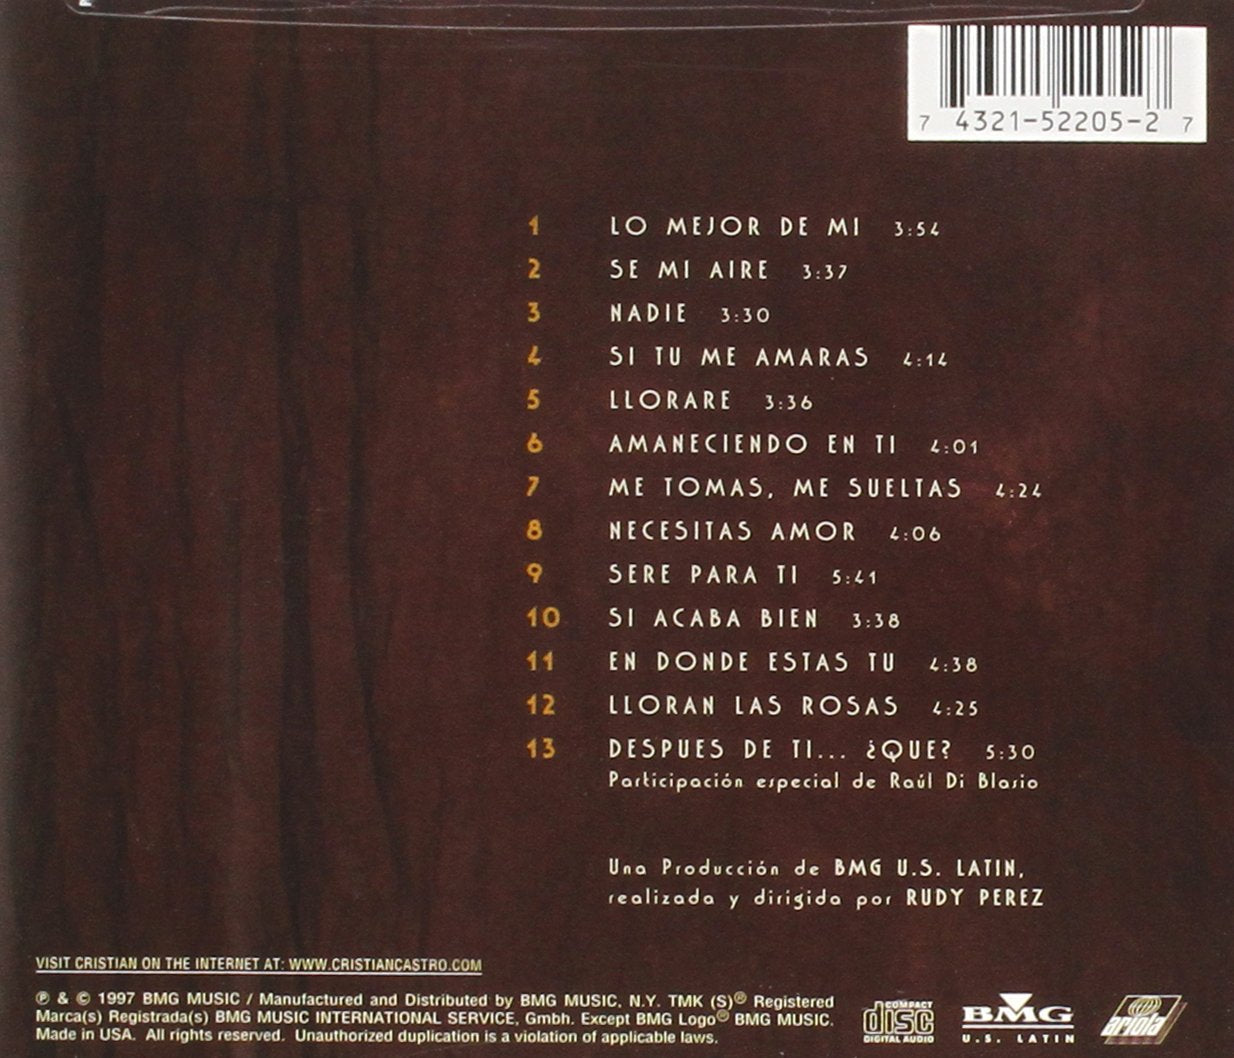 7 4321-52205-2 7
1 LO MEJOR DE MI 3:54
2 SE MI AIRE 3:37
3 NADIE 3:30
4 SI TU ME AMARAS 4:14
5 LLORARE 3:36
6 AMANECIENDO EN TI 4:01
7 ME TOMAS, ME SUELTAS 4:24
8 NECESITAS AMOR 4:06
9 SERE PARA TI 5:41
10 SI ACABA BIEN 3:38
11 EN DONDE ESTAS TU 4:38
12 LLORAN LAS ROSAS 4:25
13 DESPUES DE TI... ¿QUE? 5:30
Participación especial de Raúl Di Blasio
Una Producción de BMG U.S. LATIN,
realizada y dirigida por RUDY PEREZ
VISIT CRISTIAN ON THE INTERNET AT: WWW.CRISTIANCASTRO.COM
℗ & © 1997 BMG MUSIC / Manufactured and Distributed by BMG MUSIC, N.Y. TMK (S)® Registered
Marca(s) Registrada(s) BMG MUSIC INTERNATIONAL SERVICE, Gmbh. Except BMG Logo® BMG MUSIC.
Made in USA. All rights reserved. Unauthorized duplication is a violation of applicable laws.
COMPACT
disc
DIGITAL AUDIO
BMG
U.S. LATIN
ariola